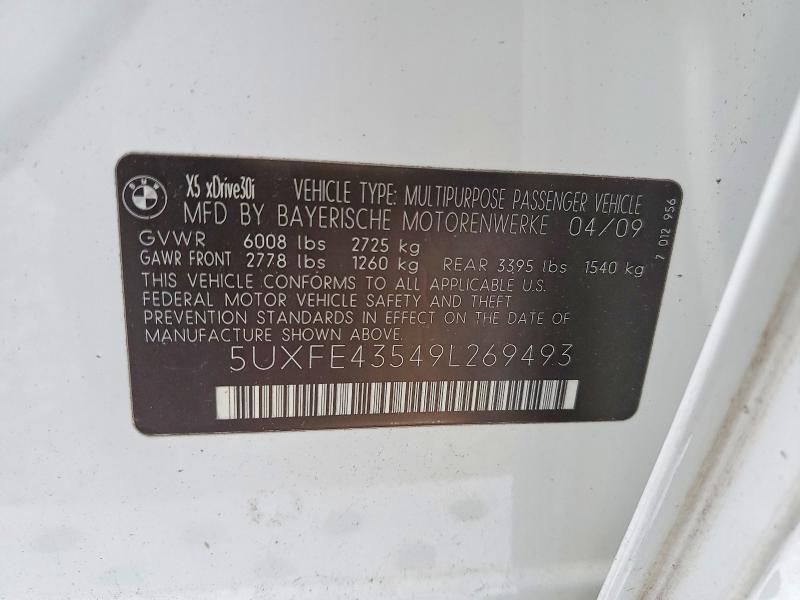 BMW
X5 xDrive30i VEHICLE TYPE: MULTIPURPOSE PASSENGER VEHICLE
MFD BY BAYERISCHE MOTORENWERKE 04/09
GVWR 6008 lbs 2725 kg
GAWR FRONT 2778 lbs 1260 kg REAR 3395 lbs 1540 kg
THIS VEHICLE CONFORMS TO ALL APPLICABLE U.S.
FEDERAL MOTOR VEHICLE SAFETY AND THEFT
PREVENTION STANDARDS IN EFFECT ON THE DATE OF
MANUFACTURE SHOWN ABOVE.
5UXFE43549L269493
7 012 956